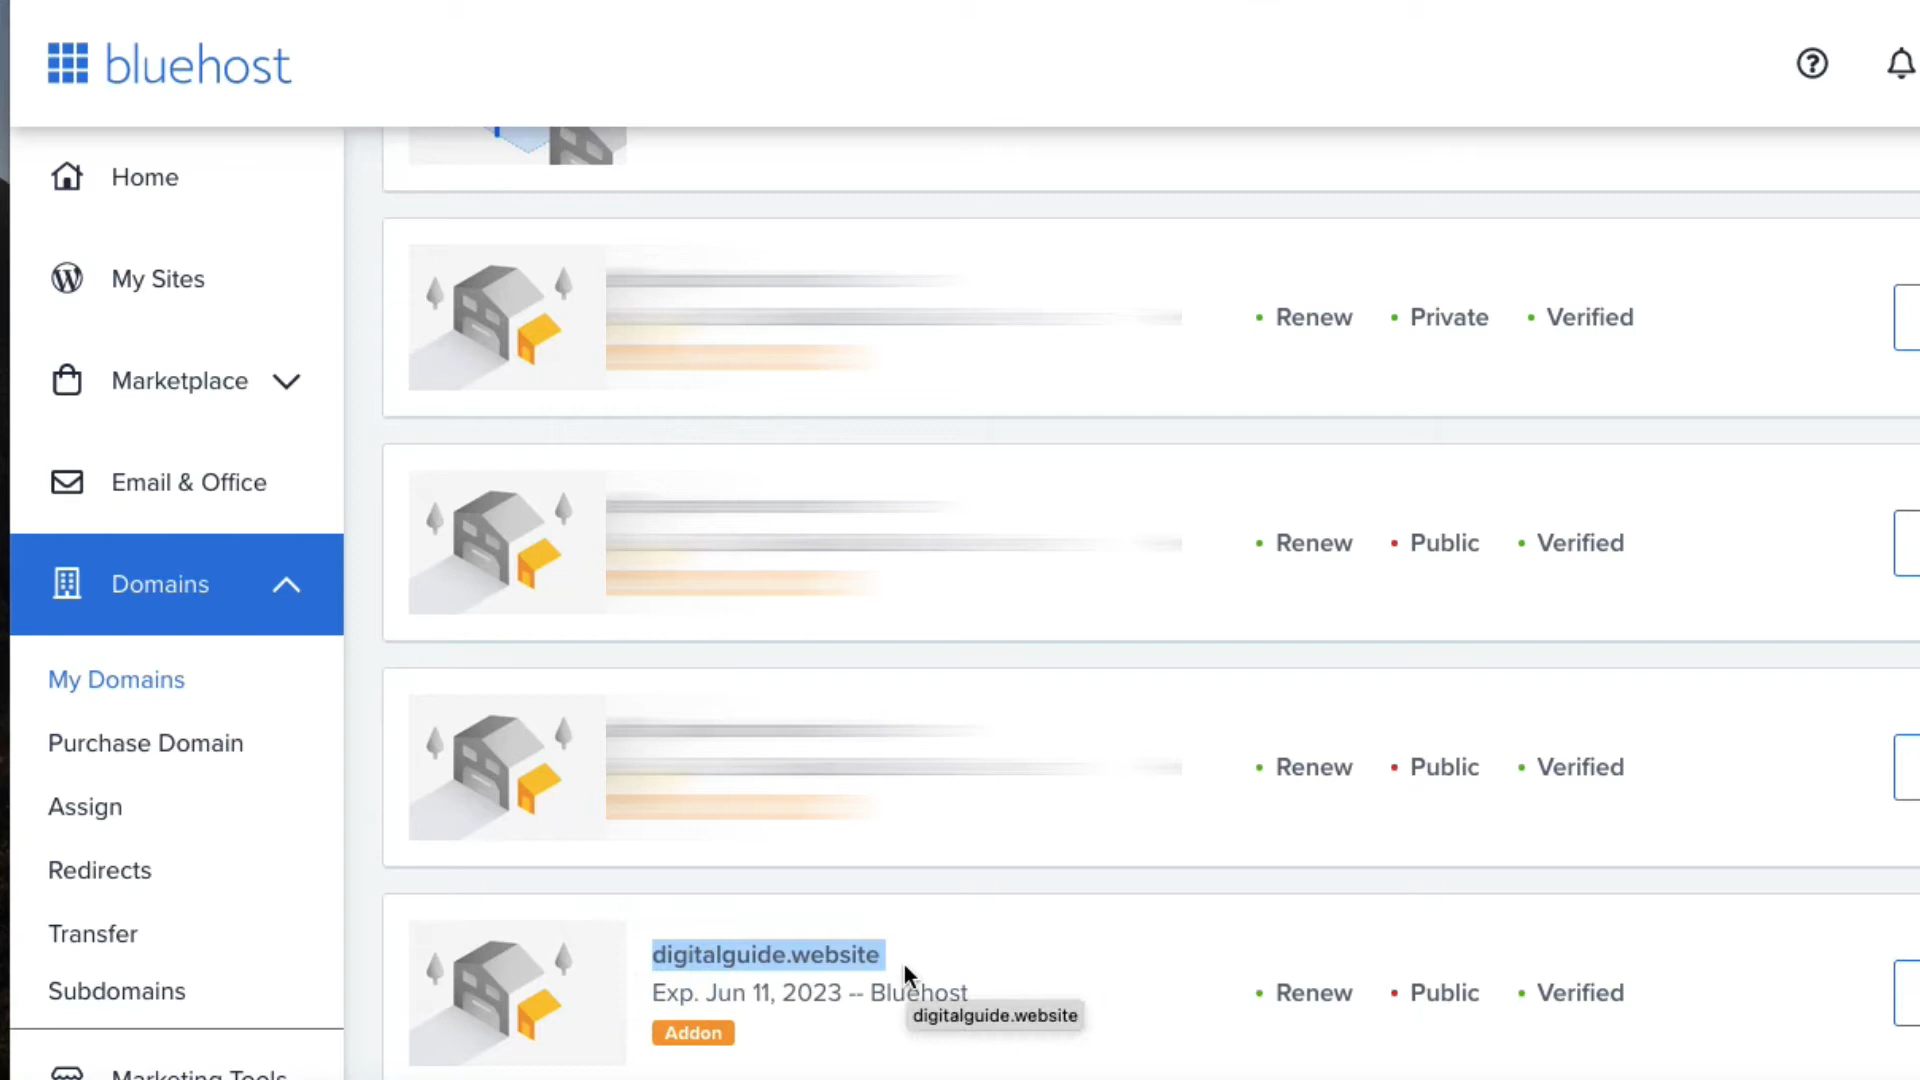 bluehost
Home
My Sites
Marketplace
Email & Office
Domains
My Domains
Purchase Domain
Assign
Redirects
Transfer
Subdomains
Marketing Tools
Renew Private Verified
Renew Public Verified
Renew Public Verified
digitalguide.website
Exp. Jun 11, 2023 -- Bluehost
digitalguide.website
Addon
Renew Public Verified